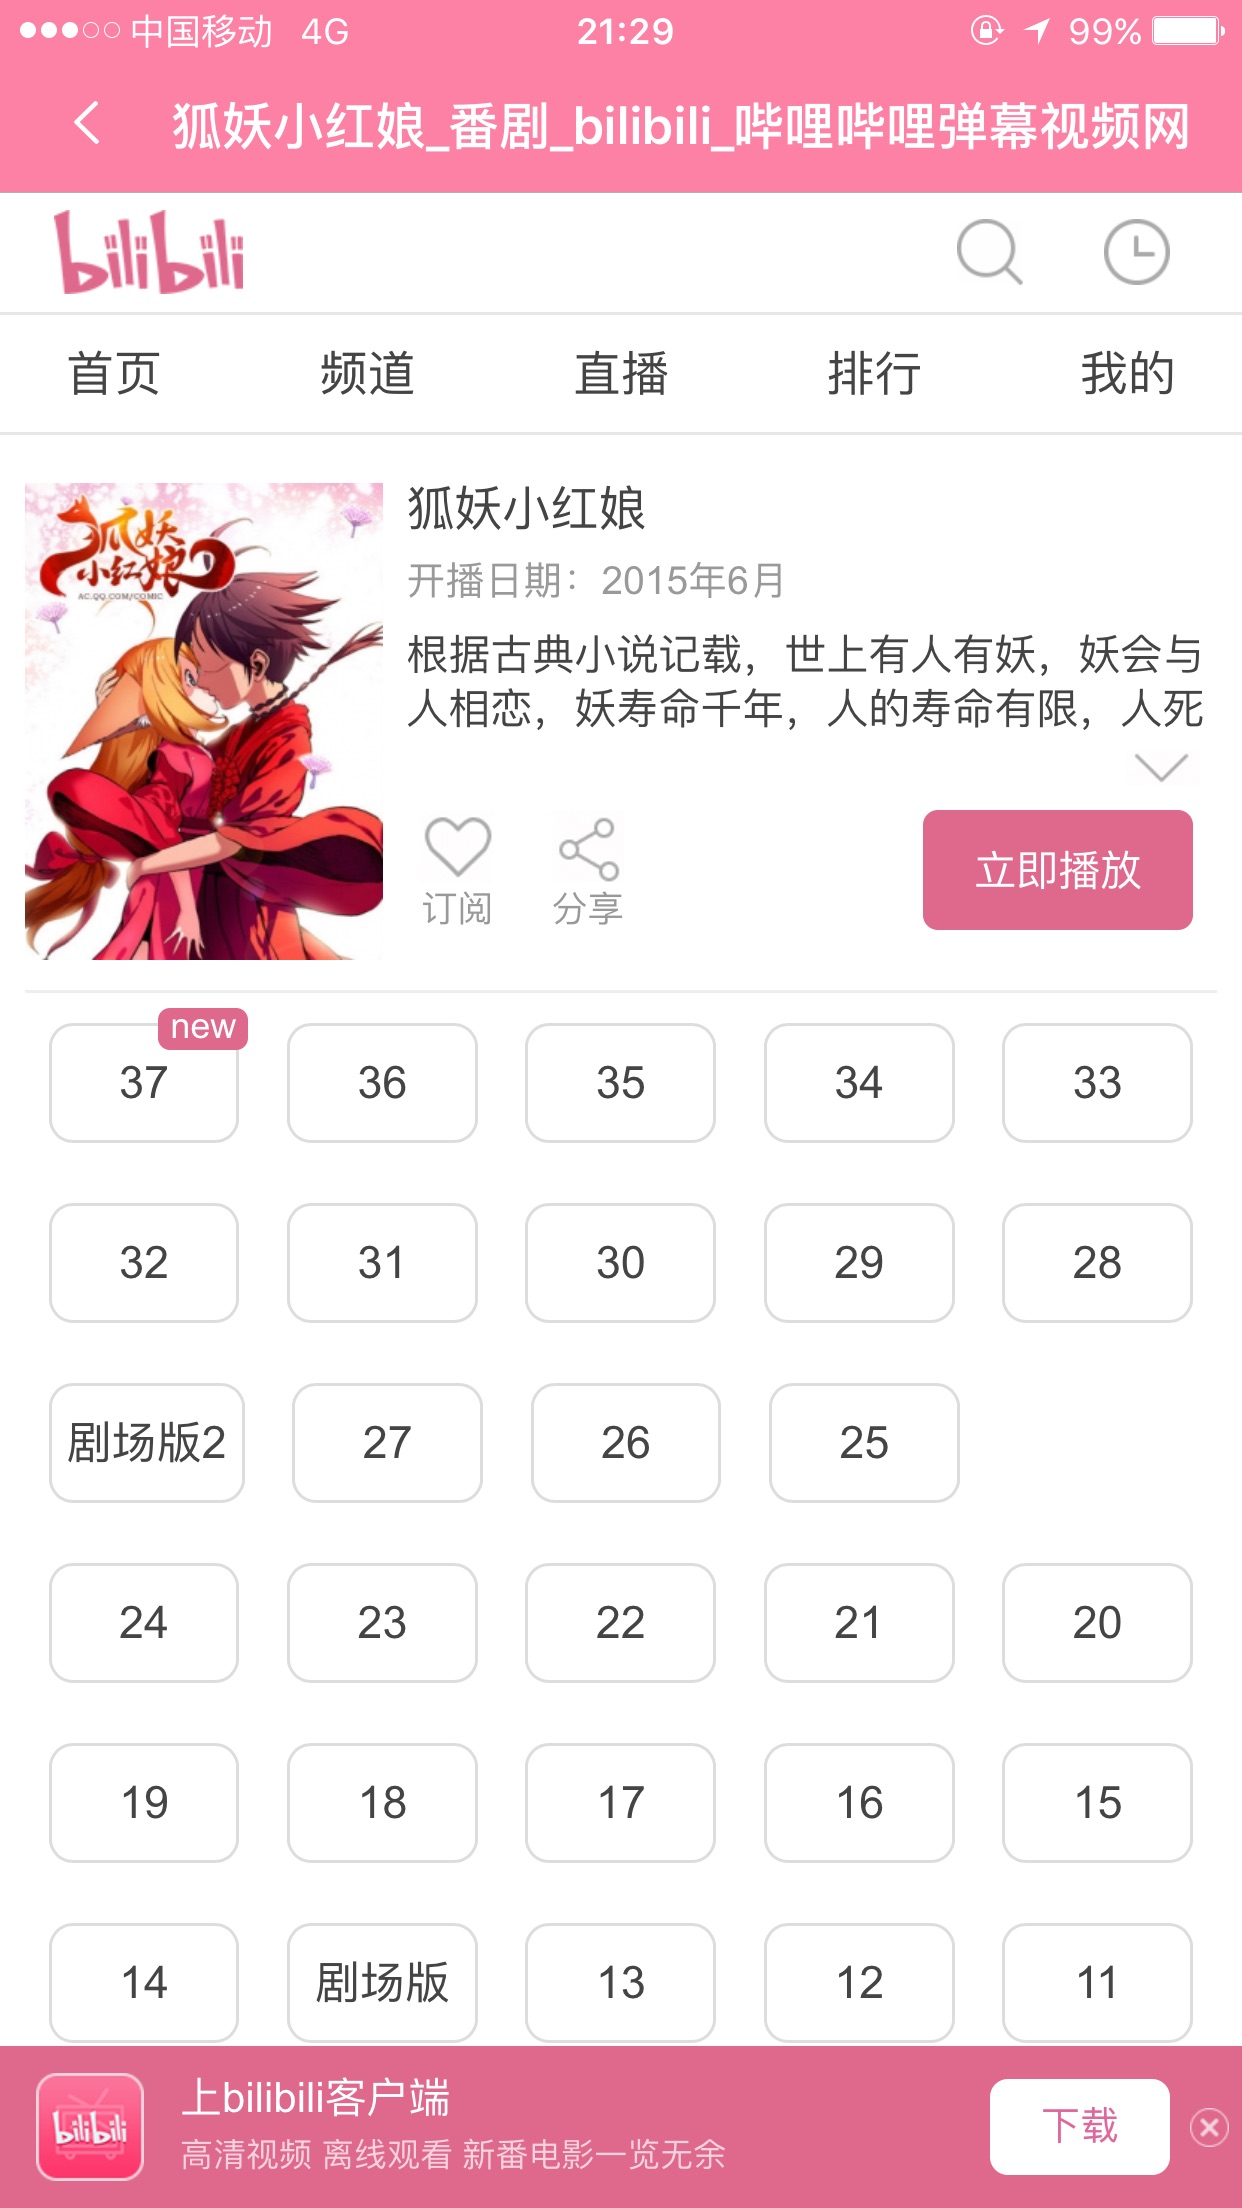 中国移动 4G 21:29 99%
狐妖小红娘_番剧_bilibili_哔哩哔哩弹幕视频网
bilibili
首页 频道 直播 排行 我的
狐妖
小红娘
AC.QQ.COM/COMIC
狐妖小红娘
开播日期：2015年6月
根据古典小说记载，世上有人有妖，妖会与
人相恋，妖寿命千年，人的寿命有限，人死
订阅 分享 立即播放
new
37 36 35 34 33
32 31 30 29 28
剧场版2 27 26 25
24 23 22 21 20
19 18 17 16 15
14 剧场版 13 12 11
bilibili
上bilibili客户端
高清视频 离线观看 新番电影一览无余
下载